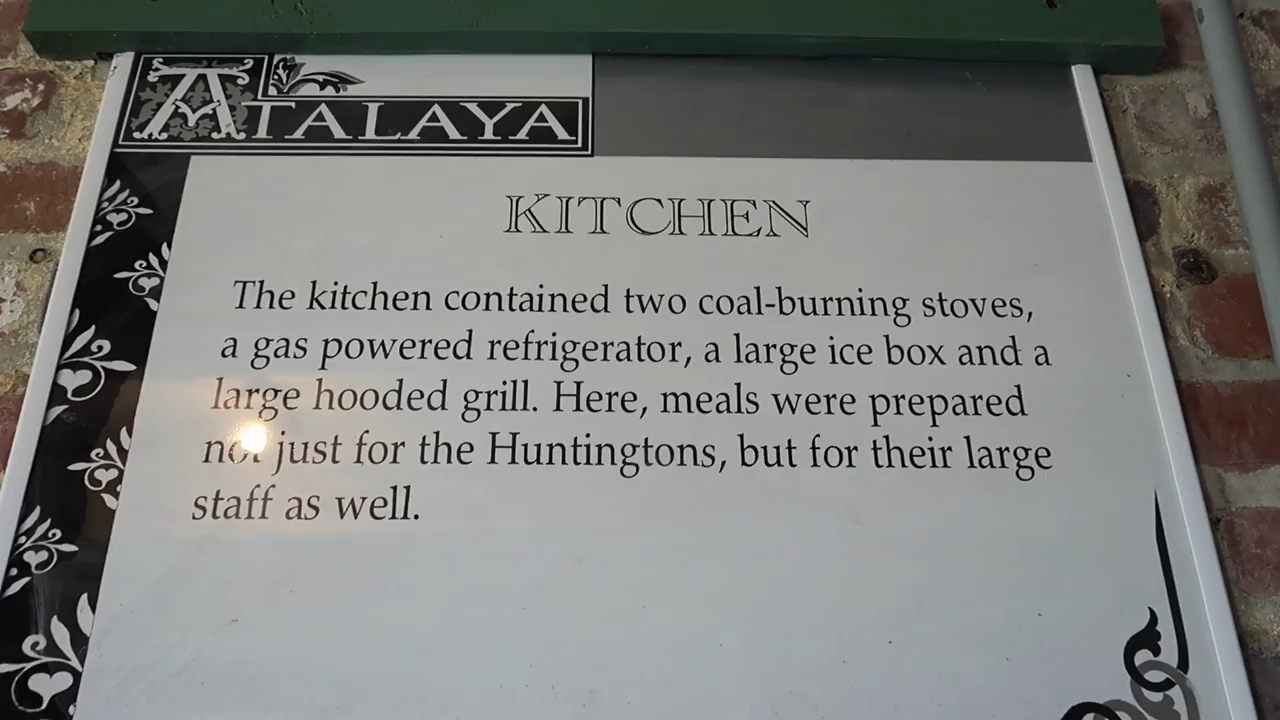 ATALAYA
KITCHEN
The kitchen contained two coal-burning stoves,
a gas powered refrigerator, a large ice box and a
large hooded grill. Here, meals were prepared
not just for the Huntingtons, but for their large
staff as well.